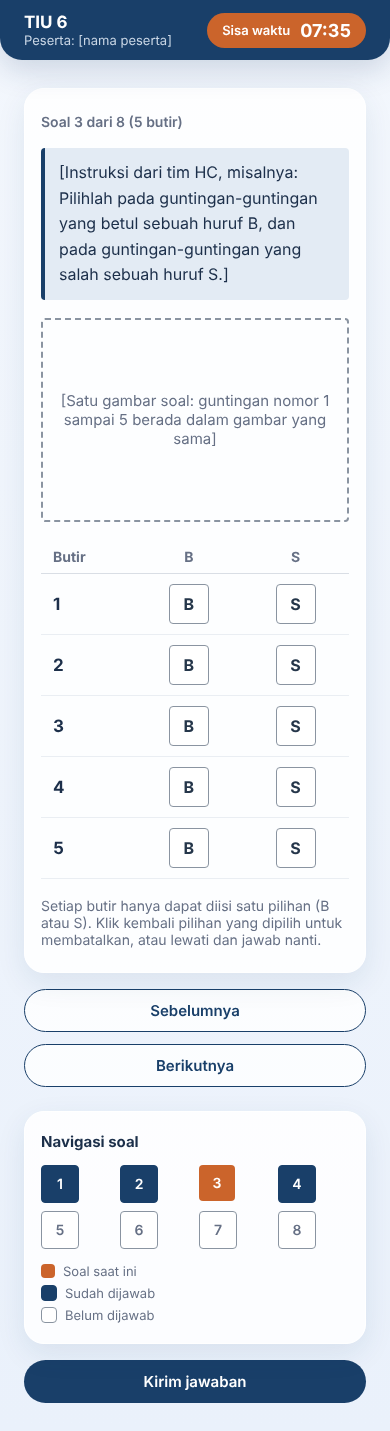 TIU 6
Peserta: [nama peserta]
Sisa waktu 07:35
Soal 3 dari 8 (5 butir)
[Instruksi dari tim HC, misalnya:
Pilihlah pada guntingan-guntingan
yang betul sebuah huruf B, dan
pada guntingan-guntingan yang
salah sebuah huruf S.]
[Satu gambar soal: guntingan nomor 1
sampai 5 berada dalam gambar yang
sama]
Butir B S
1 B S
2 B S
3 B S
4 B S
5 B S
Setiap butir hanya dapat diisi satu pilihan (B
atau S). Klik kembali pilihan yang dipilih untuk
membatalkan, atau lewati dan jawab nanti.
Sebelumnya
Berikutnya
Navigasi soal
1 2 3 4
5 6 7 8
Soal saat ini
Sudah dijawab
Belum dijawab
Kirim jawaban